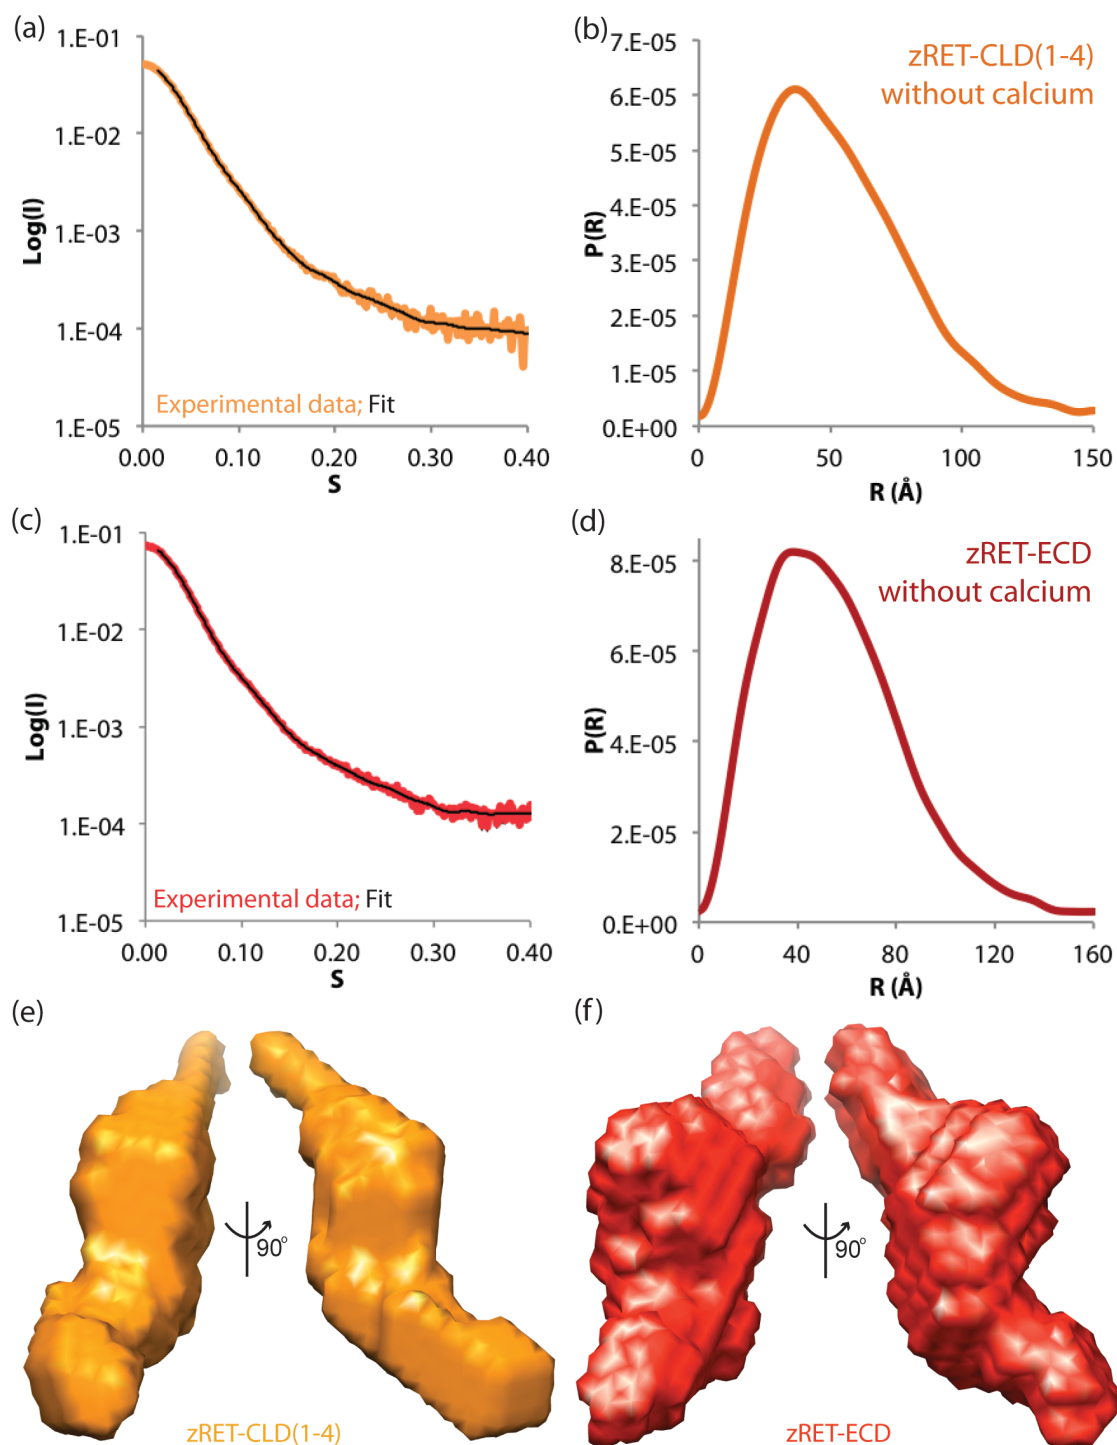 (a)
1.E-01
1.E-02
1.E-03
1.E-04
1.E-05
Log(I)
0.00 0.10 0.20 0.30 0.40
S
Experimental data; Fit
(b)
7.E-05
6.E-05
5.E-05
4.E-05
3.E-05
2.E-05
1.E-05
0.E+00
P(R)
0 50 100 150
R (Å)
zRET-CLD(1-4)
without calcium
(c)
1.E-01
1.E-02
1.E-03
1.E-04
1.E-05
Log(I)
0.00 0.10 0.20 0.30 0.40
S
Experimental data; Fit
(d)
8.E-05
6.E-05
4.E-05
2.E-05
0.E+00
P(R)
0 40 80 120 160
R (Å)
zRET-ECD
without calcium
(e)
90°
zRET-CLD(1-4)
(f)
90°
zRET-ECD